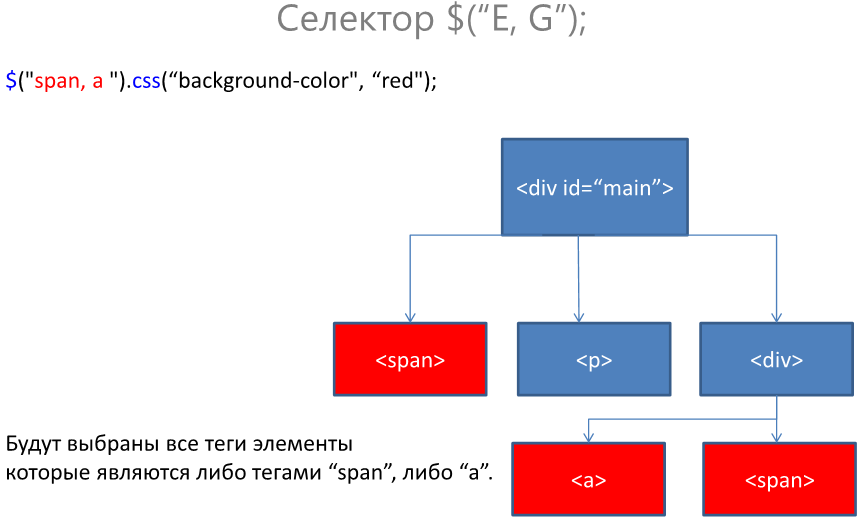 Селектор $(“E, G”);
$("span, a ").css(“background-color", “red");
<div id=“main”>
<span>
<p>
<div>
Будут выбраны все теги элементы
которые являются либо тегами “span”, либо “a”.
<a>
<span>